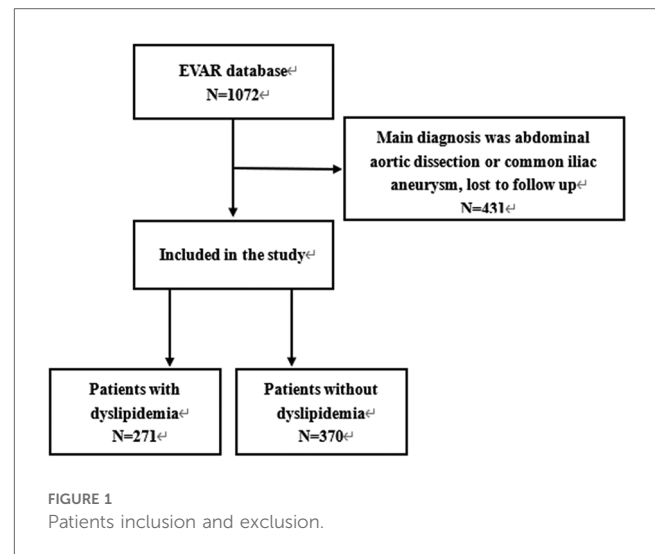 EVAR database↵
N=1072
Main diagnosis was abdominal
aortic dissection or common iliac
aneurysm, lost to follow up↵
N=431↵
Included in the study↵
Patients with
dyslipidemia↵
N=271↵
Patients without
dyslipidemia↵
N=370↵
FIGURE 1
Patients inclusion and exclusion.